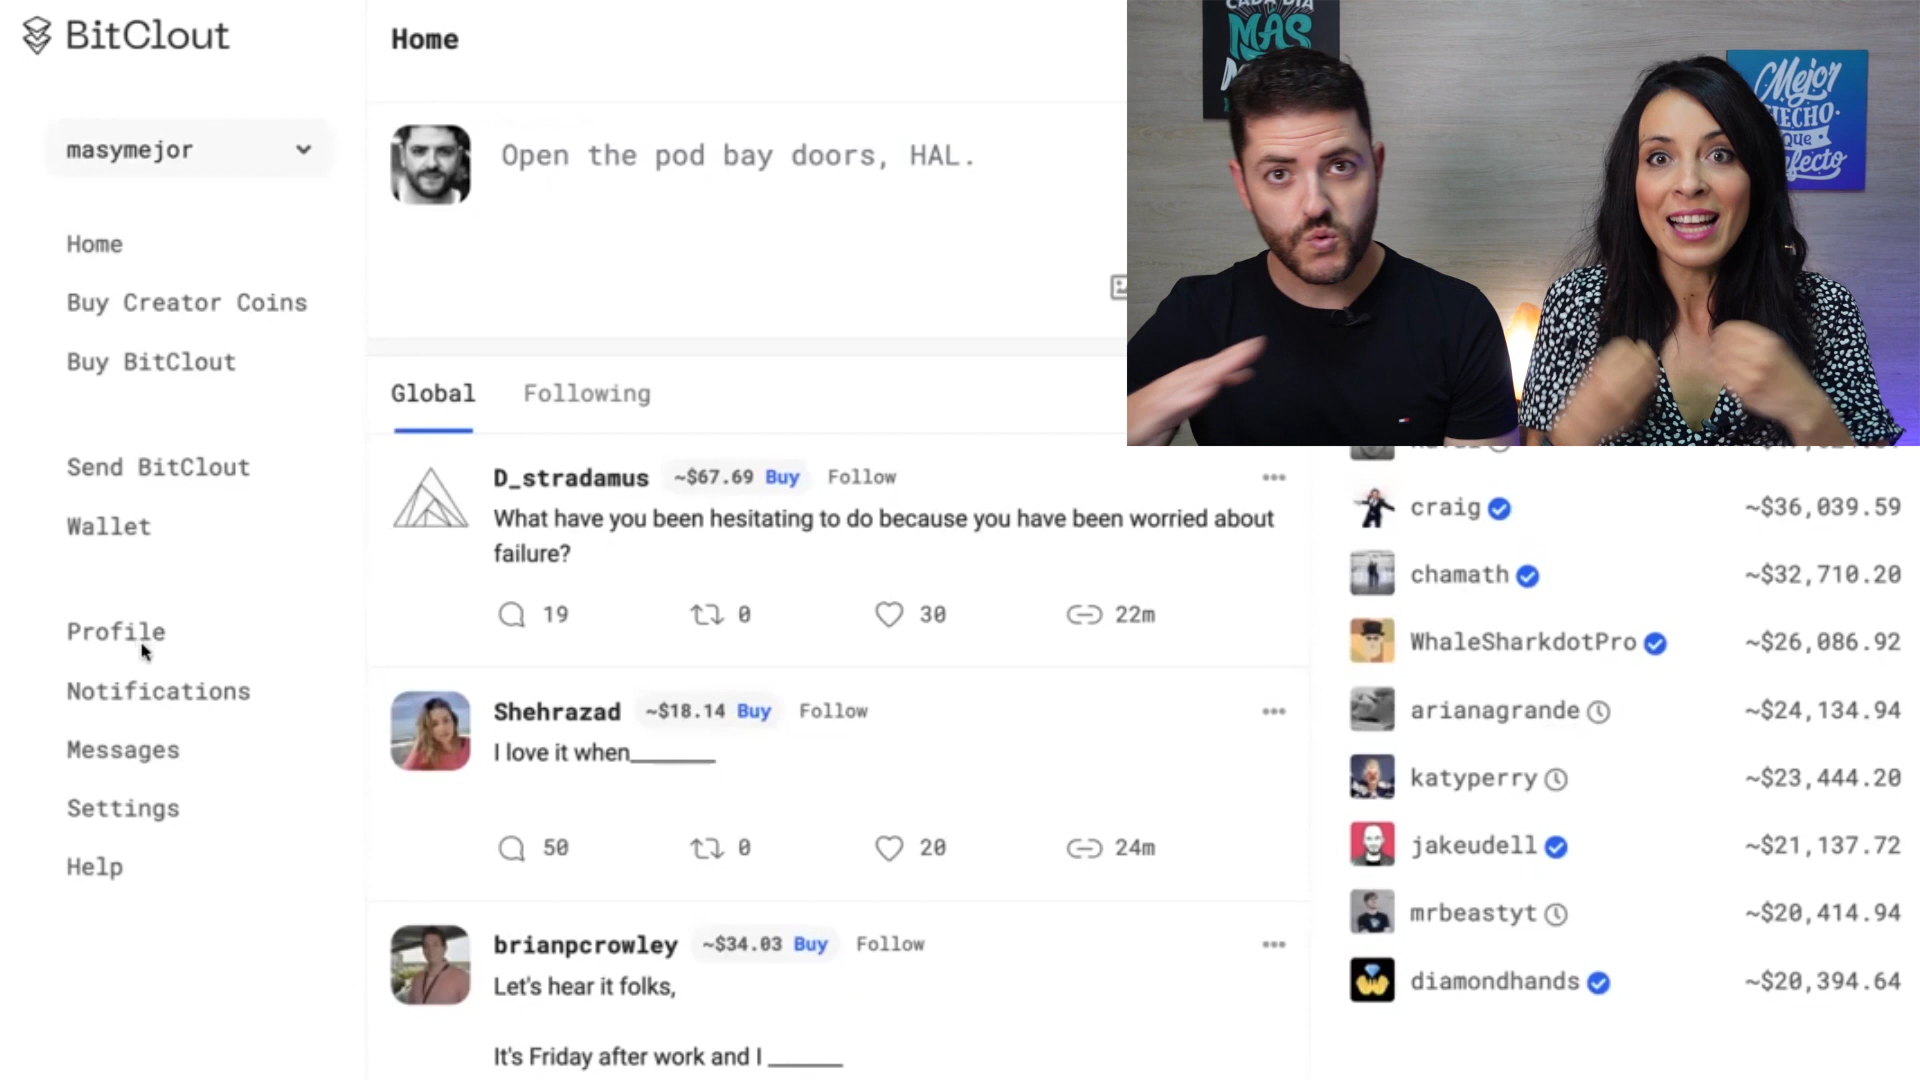 BitClout
masymejor
Home
Buy Creator Coins
Buy BitClout
Send BitClout
Wallet
Profile
Notifications
Messages
Settings
Help
Home
Open the pod bay doors, HAL.
Global Following
D_stradamus ~$67.69 Buy Follow
What have you been hesitating to do because you have been worried about
failure?
19 0 30 22m
Shehrazad ~$18.14 Buy Follow
I love it when________
50 0 20 24m
brianpcrowley ~$34.03 Buy Follow
Let's hear it folks,
It's Friday after work and I _______
CADA DÍA
MAS
Mejor
HECHO
Que
craig ~$36,039.59
chamath ~$32,710.20
WhaleSharkdotPro ~$26,086.92
arianagrande ~$24,134.94
katyperry ~$23,444.20
jakeudell ~$21,137.72
mrbeastyt ~$20,414.94
diamondhands ~$20,394.64